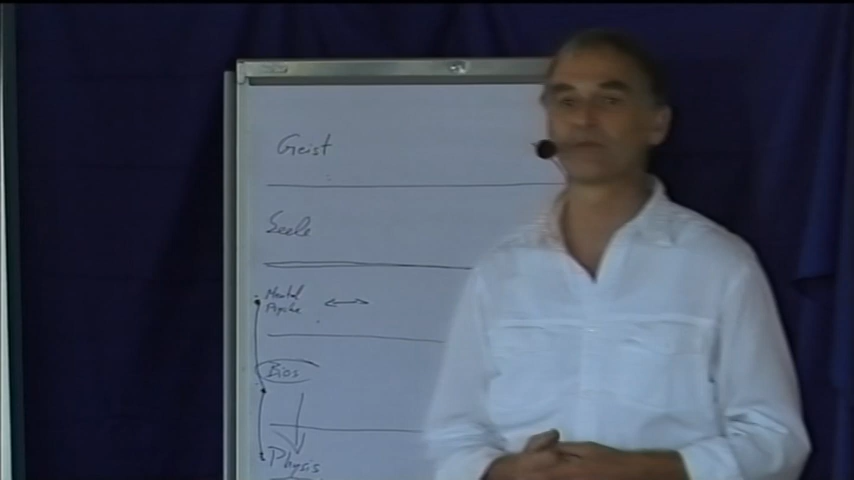 Geist
Seele
Mental
Psyche
Bios
Physis